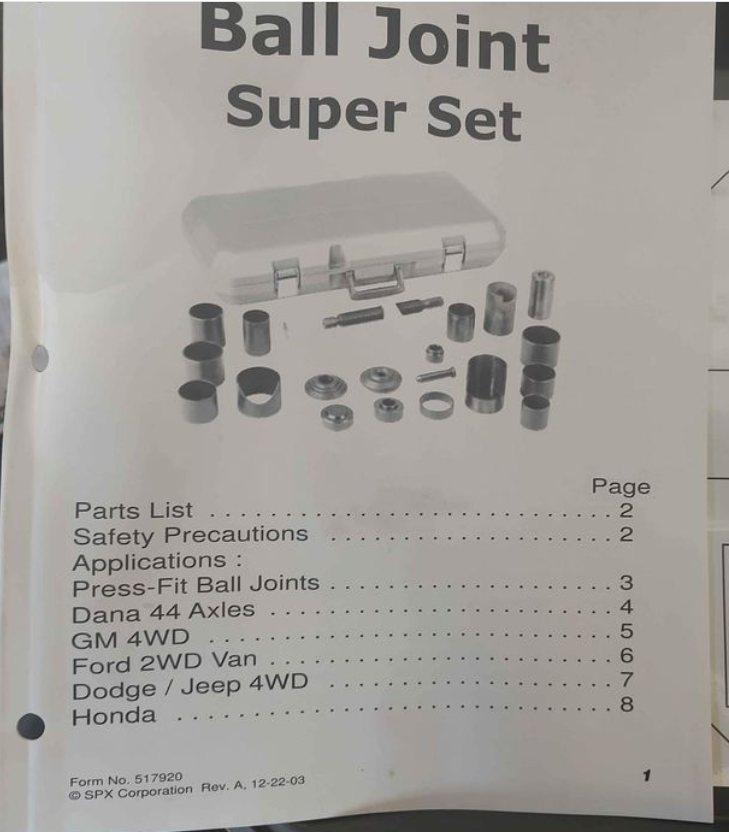 Ball Joint
Super Set
Page
Parts List . . . . . . . . . . . . . . . . . . . . . . . . . . . 2
Safety Precautions . . . . . . . . . . . . . . . . . . . 2
Applications :
Press-Fit Ball Joints . . . . . . . . . . . . . . . . . . . 3
Dana 44 Axles . . . . . . . . . . . . . . . . . . . . . . . 4
GM 4WD . . . . . . . . . . . . . . . . . . . . . . . . . . . 5
Ford 2WD Van . . . . . . . . . . . . . . . . . . . . . . . 6
Dodge / Jeep 4WD . . . . . . . . . . . . . . . . . . . 7
Honda . . . . . . . . . . . . . . . . . . . . . . . . . . . . . 8
Form No. 517920
© SPX Corporation Rev. A, 12-22-03
1